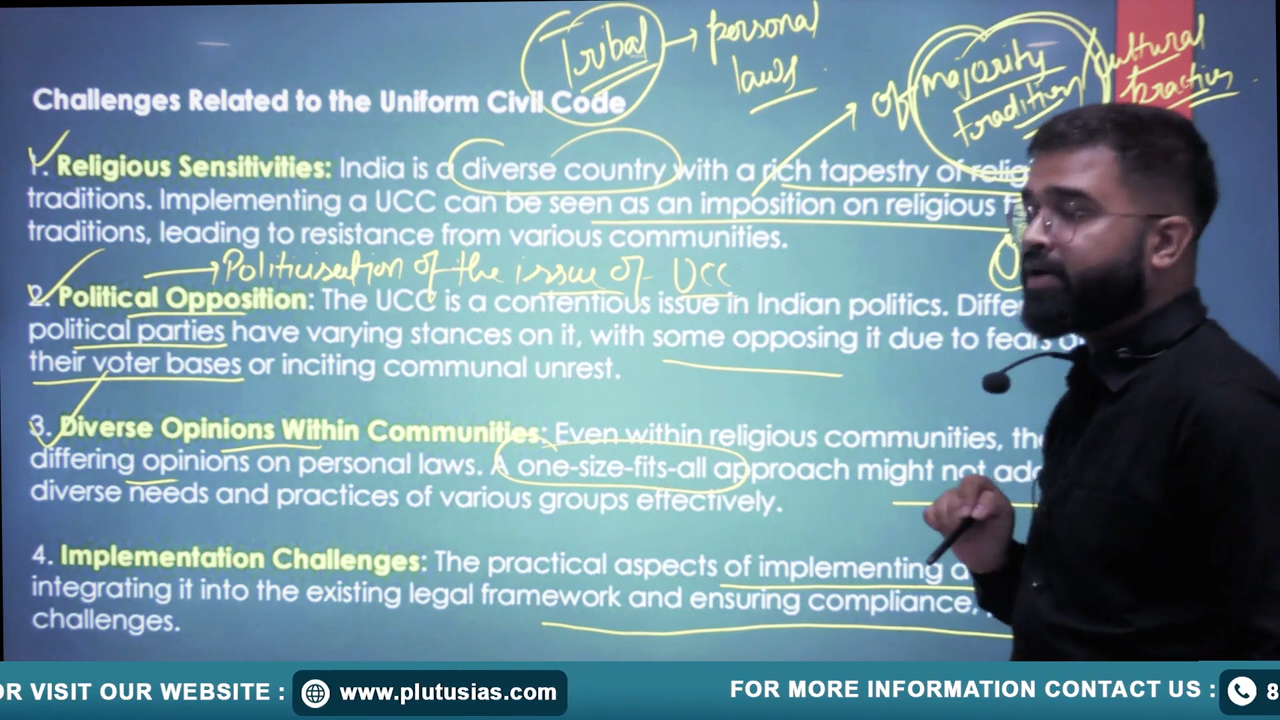 Tribal → personal laws
of majority tradition
cultural practices
Challenges Related to the Uniform Civil Code
1. Religious Sensitivities: India is a diverse country with a rich tapestry of relig
traditions. Implementing a UCC can be seen as an imposition on religious f
traditions, leading to resistance from various communities.
→ Politicisation of the issue of UCC
2. Political Opposition: The UCC is a contentious issue in Indian politics. Differ
political parties have varying stances on it, with some opposing it due to fears
their voter bases or inciting communal unrest.
3. Diverse Opinions Within Communities: Even within religious communities, the
differing opinions on personal laws. A one-size-fits-all approach might not add
diverse needs and practices of various groups effectively.
4. Implementation Challenges: The practical aspects of implementing a
integrating it into the existing legal framework and ensuring compliance,
challenges.
OR VISIT OUR WEBSITE : www.plutusias.com FOR MORE INFORMATION CONTACT US : 8